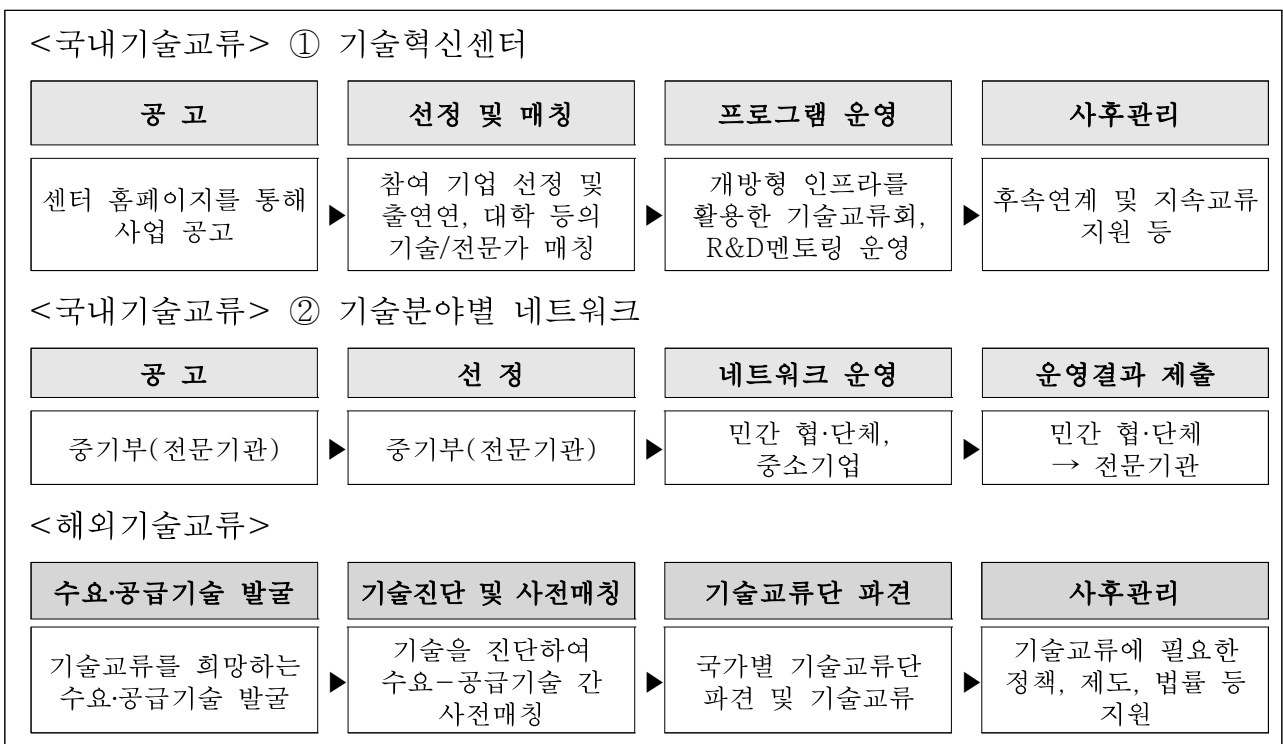 <국내기술교류> ① 기술혁신센터
공 고
선정 및 매칭
프로그램 운영
사후관리
센터 홈페이지를 통해
사업 공고
▶
참여 기업 선정 및
출연연, 대학 등의
기술/전문가 매칭
▶
개방형 인프라를
활용한 기술교류회,
R&D멘토링 운영
▶
후속연계 및 지속교류
지원 등
<국내기술교류> ② 기술분야별 네트워크
공 고
선 정
네트워크 운영
운영결과 제출
중기부(전문기관)
▶
중기부(전문기관)
▶
민간 협·단체,
중소기업
▶
민간 협·단체
→ 전문기관
<해외기술교류>
수요·공급기술 발굴
기술진단 및 사전매칭
기술교류단 파견
사후관리
기술교류를 희망하는
수요·공급기술 발굴
▶
기술을 진단하여
수요-공급기술 간
사전매칭
▶
국가별 기술교류단
파견 및 기술교류
▶
기술교류에 필요한
정책, 제도, 법률 등
지원